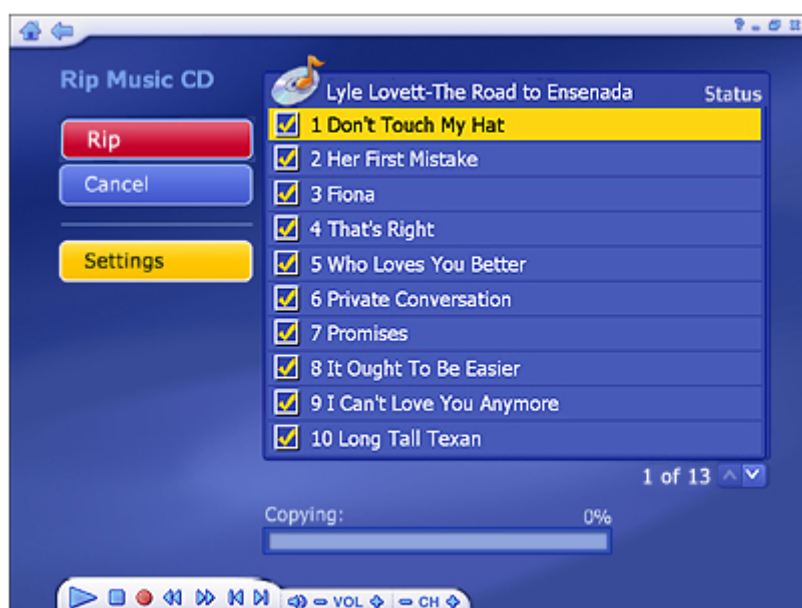 Rip Music CD
Rip
Cancel
Settings
Lyle Lovett-The Road to Ensenada Status
1 Don't Touch My Hat
2 Her First Mistake
3 Fiona
4 That's Right
5 Who Loves You Better
6 Private Conversation
7 Promises
8 It Ought To Be Easier
9 I Can't Love You Anymore
10 Long Tall Texan
1 of 13
Copying: 0%
VOL CH